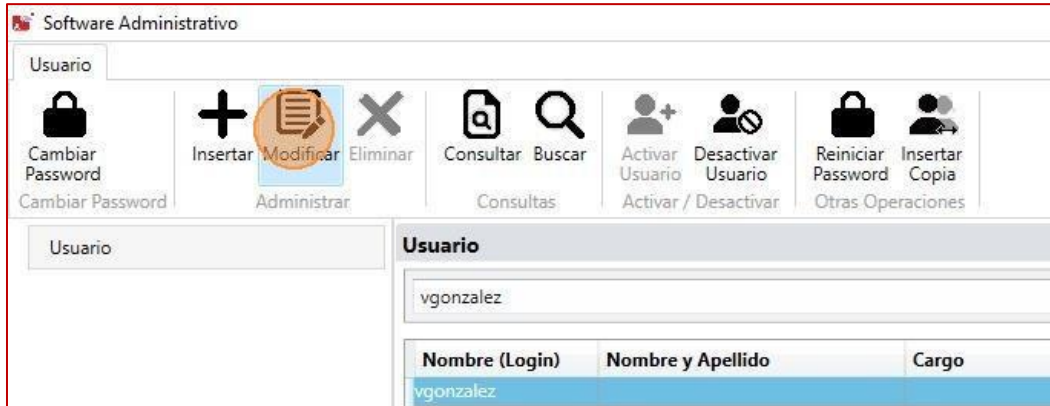 Software Administrativo
Usuario
Cambiar Password
Insertar Modificar Eliminar
Consultar Buscar
Activar Usuario
Desactivar Usuario
Reiniciar Password
Insertar Copia
Cambiar Password
Administrar
Consultas
Activar / Desactivar
Otras Operaciones
Usuario
Usuario
vgonzalez
Nombre (Login) Nombre y Apellido Cargo
vgonzalez